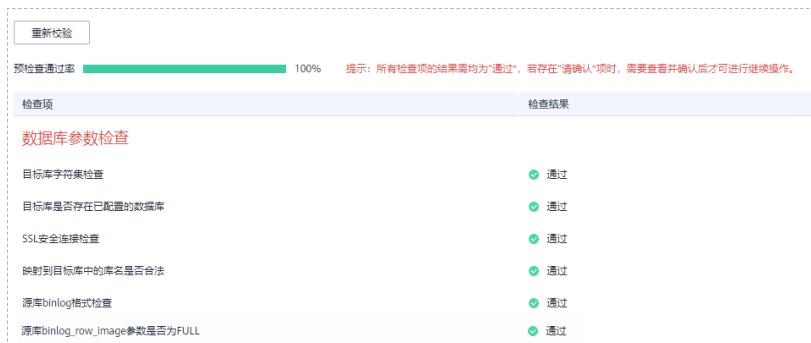 重新校验
预检查通过率 100% 提示：所有检查项的结果需均为“通过”，若存在“请确认”项时，需要查看并确认后才可进行继续操作。
检查项 检查结果
数据库参数检查
目标库字符集检查 通过
目标库是否存在已配置的数据库 通过
SSL安全连接检查 通过
映射到目标库中的库名是否合法 通过
源库binlog格式检查 通过
源库binlog_row_image参数是否为FULL 通过